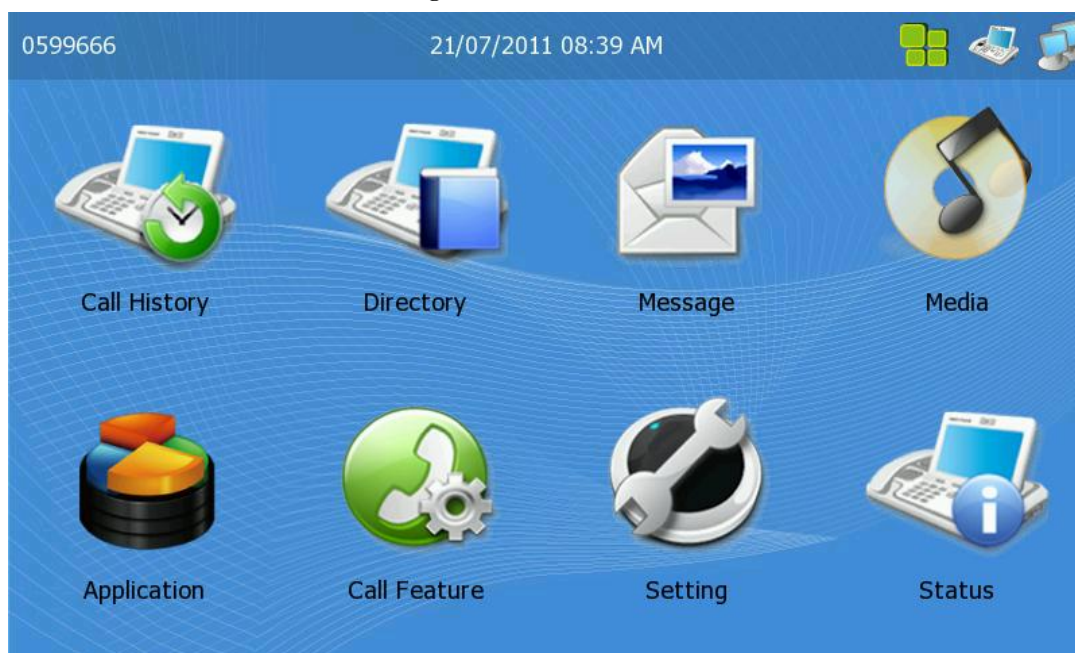 0599666 21/07/2011 08:39 AM
Call History Directory Message Media
Application Call Feature Setting Status